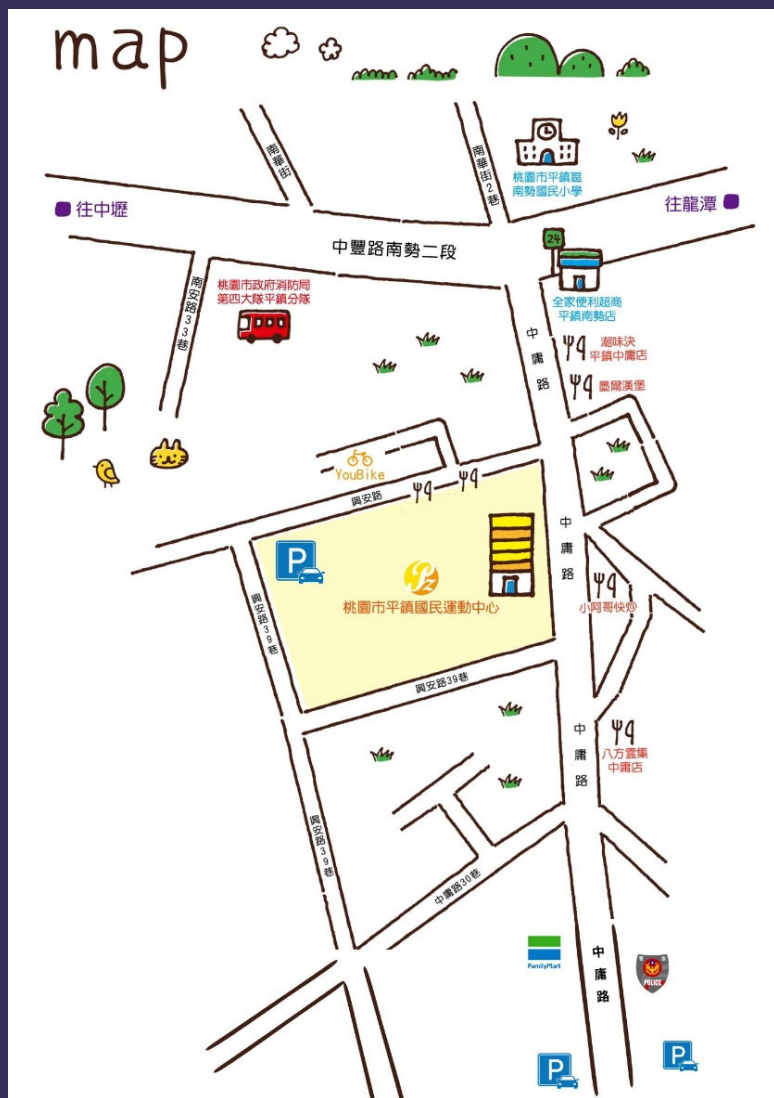 map
南華街
南華街2巷
桃園市平鎮區
南勢國民小學
往中壢
往龍潭
中豐路南勢二段
24
南安路33巷
桃園市政府消防局
第四大隊平鎮分隊
全家便利超商
平鎮南勢店
中庸路
潮味決
平鎮中庸店
墨爾漢堡
YouBike
興安路
P
桃園市平鎮國民運動中心
中庸路
小阿哥快炒
興安路39巷
興安路39巷
中庸路
八方雲集
中庸店
興安路39巷
中庸路30巷
FamilyMart
中庸路
POLICE
P
P